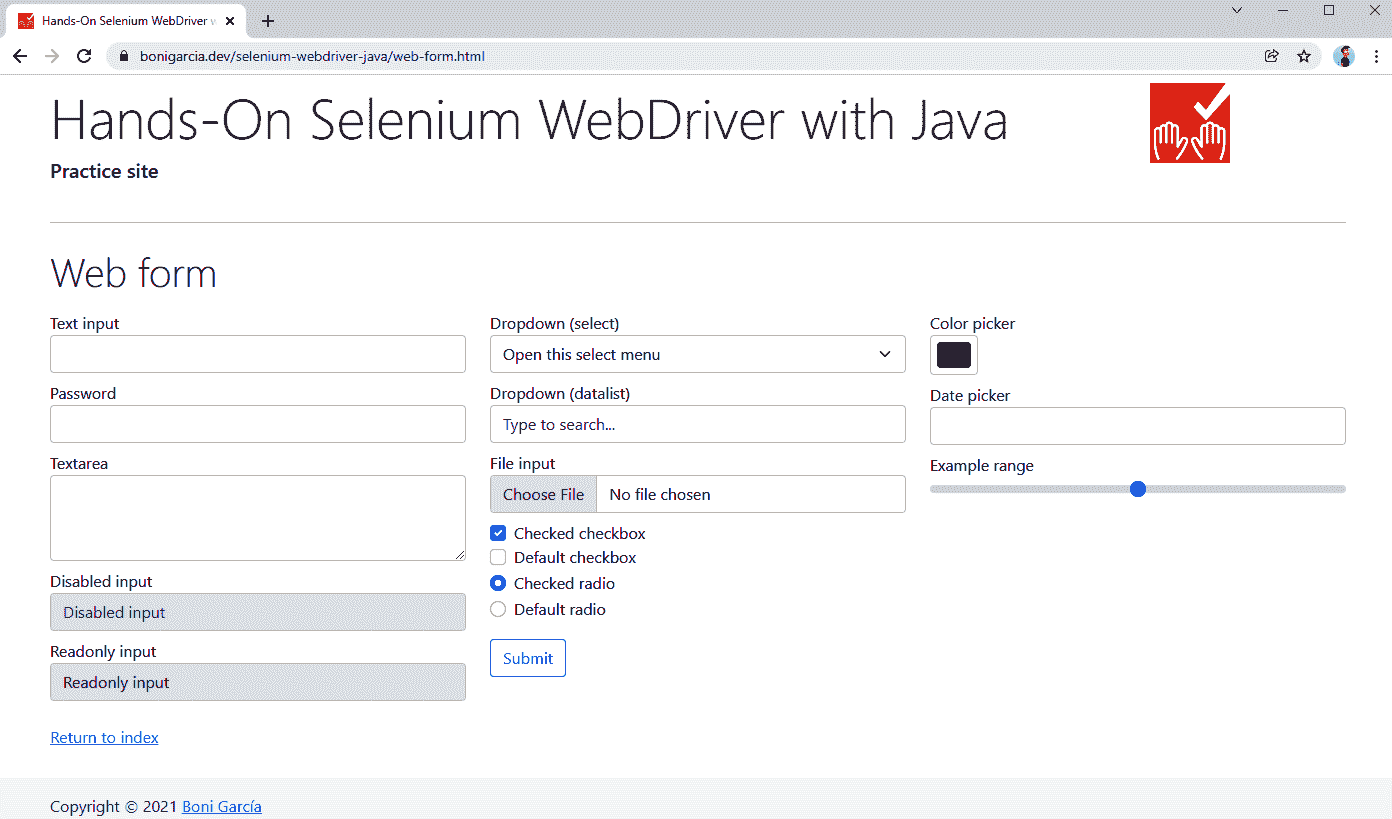 Hands-On Selenium WebDriver w
bonigarcia.dev/selenium-webdriver-java/web-form.html
Hands-On Selenium WebDriver with Java
Practice site
Web form
Text input
Password
Textarea
Disabled input
Disabled input
Readonly input
Readonly input
Return to index
Dropdown (select)
Open this select menu
Dropdown (datalist)
Type to search...
File input
Choose File No file chosen
Checked checkbox
Default checkbox
Checked radio
Default radio
Submit
Color picker
Date picker
Example range
Copyright © 2021 Boni García